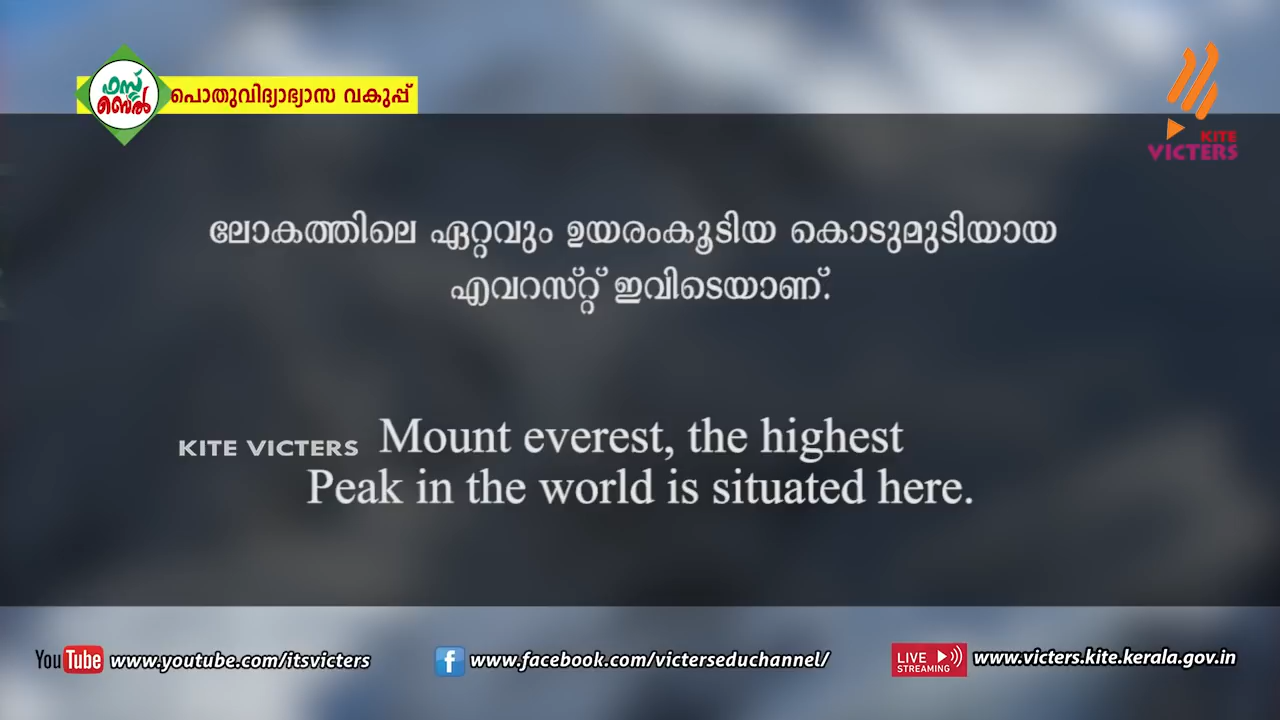 ഫസ്റ്റ് ബെൽ
പൊതുവിദ്യാഭ്യാസ വകുപ്പ്
KITE
VICTERS
ലോകത്തിലെ ഏറ്റവും ഉയരംകൂടിയ കൊടുമുടിയായ
എവറസ്റ്റ് ഇവിടെയാണ്.
KITE VICTERS
Mount everest, the highest
Peak in the world is situated here.
YouTube www.youtube.com/itsvicters
f www.facebook.com/victerseduchannel/
LIVE STREAMING www.victers.kite.kerala.gov.in